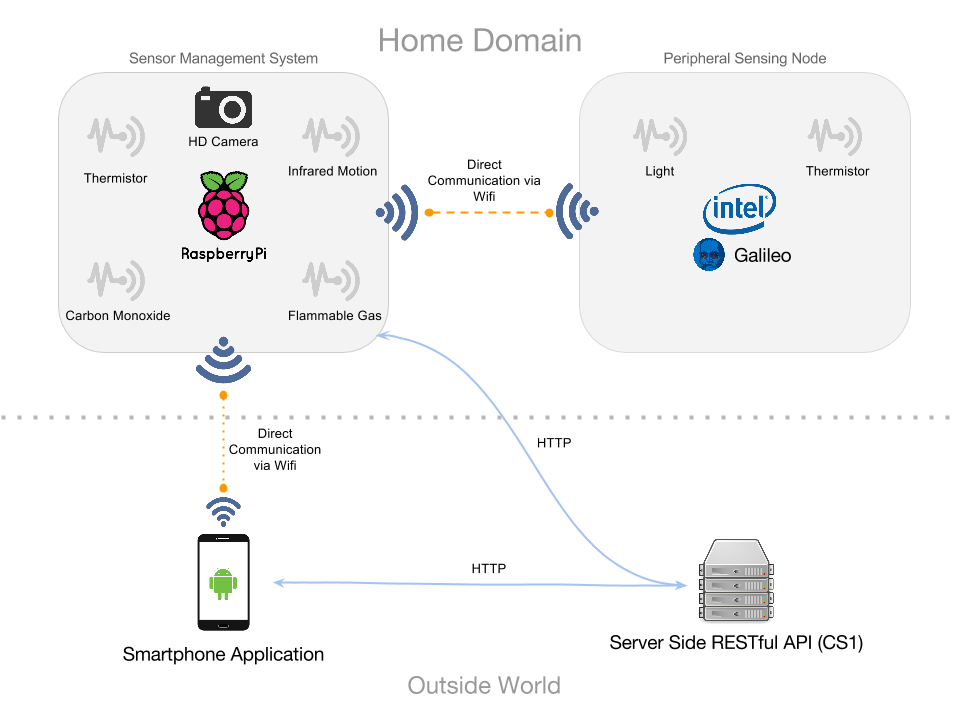 Home Domain
Sensor Management System
Peripheral Sensing Node
HD Camera
Thermistor
Infrared Motion
RaspberryPi
Carbon Monoxide
Flammable Gas
Direct
Communication via
Wifi
Light
Thermistor
intel
Galileo
Direct
Communication
via Wifi
HTTP
HTTP
Smartphone Application
Server Side RESTful API (CS1)
Outside World